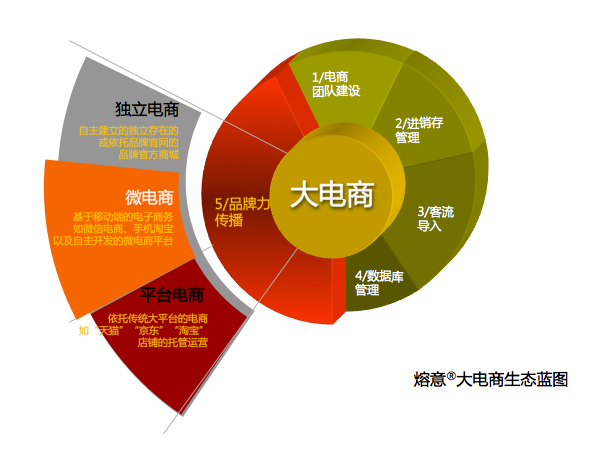 独立电商
自主建立的独立存在的
或依托品牌官网的
品牌官方商城
微电商
基于移动端的电子商务
如微信电商、手机淘宝
以及自主开发的微电商平台
平台电商
依托传统大平台的电商
如“天猫”“京东”“淘宝”
店铺的托管运营
1/电商
团队建设
2/进销存
管理
3/客流
导入
4/数据库
管理
5/品牌力
传播
大电商
熔意®大电商生态蓝图